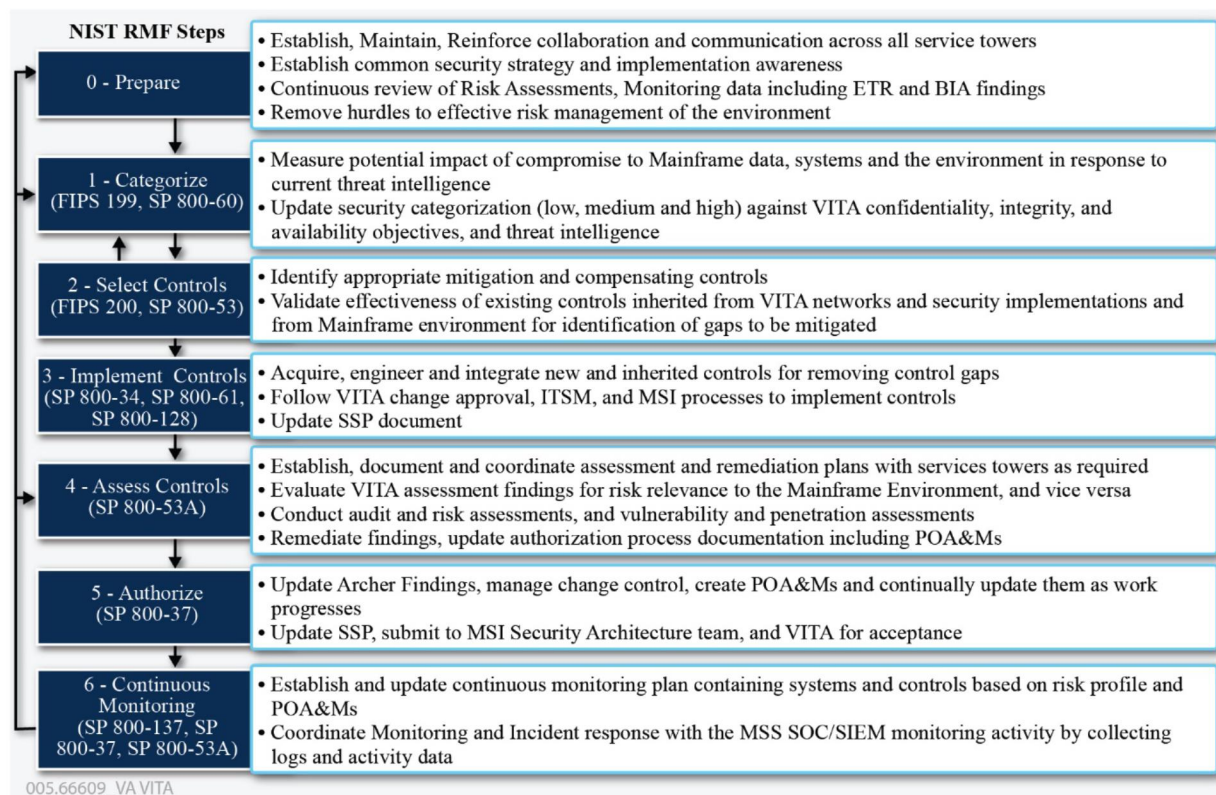 NIST RMF Steps
0 - Prepare
• Establish, Maintain, Reinforce collaboration and communication across all service towers
• Establish common security strategy and implementation awareness
• Continuous review of Risk Assessments, Monitoring data including ETR and BIA findings
• Remove hurdles to effective risk management of the environment
1 - Categorize
(FIPS 199, SP 800-60)
• Measure potential impact of compromise to Mainframe data, systems and the environment in response to
current threat intelligence
• Update security categorization (low, medium and high) against VITA confidentiality, integrity, and
availability objectives, and threat intelligence
2 - Select Controls
(FIPS 200, SP 800-53)
• Identify appropriate mitigation and compensating controls
• Validate effectiveness of existing controls inherited from VITA networks and security implementations and
from Mainframe environment for identification of gaps to be mitigated
3 - Implement Controls
(SP 800-34, SP 800-61,
SP 800-128)
• Acquire, engineer and integrate new and inherited controls for removing control gaps
• Follow VITA change approval, ITSM, and MSI processes to implement controls
• Update SSP document
4 - Assess Controls
(SP 800-53A)
• Establish, document and coordinate assessment and remediation plans with services towers as required
• Evaluate VITA assessment findings for risk relevance to the Mainframe Environment, and vice versa
• Conduct audit and risk assessments, and vulnerability and penetration assessments
• Remediate findings, update authorization process documentation including POA&Ms
5 - Authorize
(SP 800-37)
• Update Archer Findings, manage change control, create POA&Ms and continually update them as work
progresses
• Update SSP, submit to MSI Security Architecture team, and VITA for acceptance
6 - Continuous
Monitoring
(SP 800-137, SP
800-37, SP 800-53A)
• Establish and update continuous monitoring plan containing systems and controls based on risk profile and
POA&Ms
• Coordinate Monitoring and Incident response with the MSS SOC/SIEM monitoring activity by collecting
logs and activity data
005.66609 VA VITA